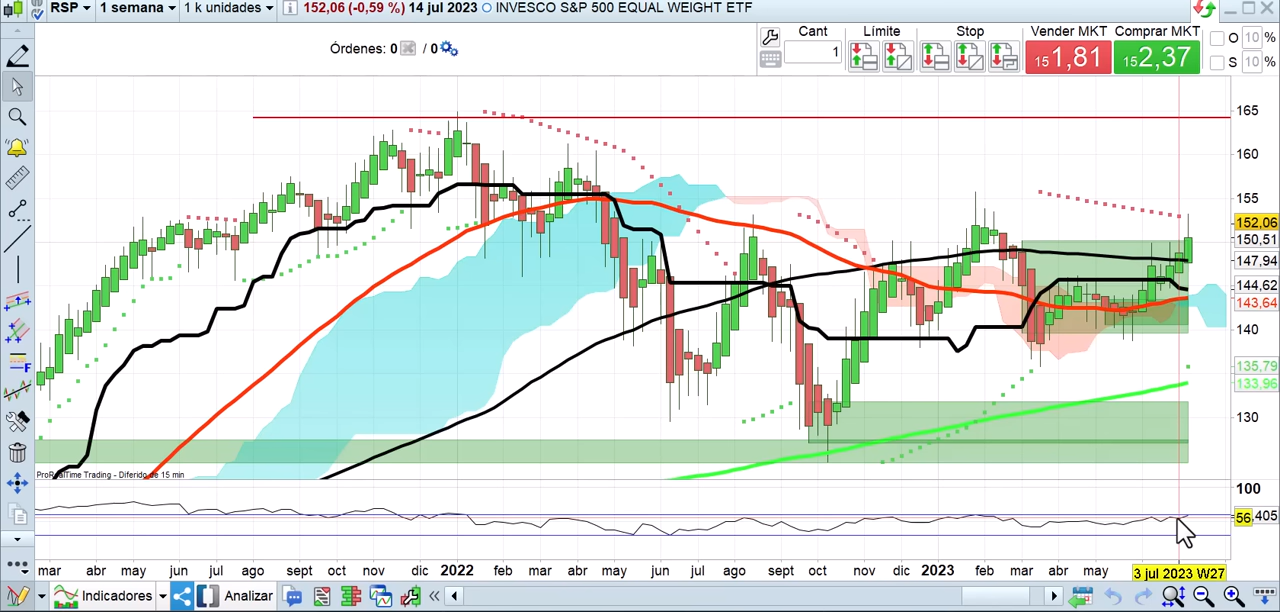 RSP 1 semana 1 k unidades 152,06 (-0,59 %) 14 jul 2023 INVESCO S&P 500 EQUAL WEIGHT ETF
Órdenes: 0 / 0
Cant Límite Stop Vender MKT Comprar MKT
1
151,81 152,37
O 10 %
S 10 %
165
160
155
152,06
150,51
147,94
144,62
143,64
140
135,79
133,96
130
ProRealTime Trading - Diferido de 15 min
100
56,405
mar abr may jun jul ago sept oct nov dic 2022 feb mar abr may jun jul ago sept oct nov dic 2023 feb mar abr may 3 jul 2023 W27
Indicadores Analizar